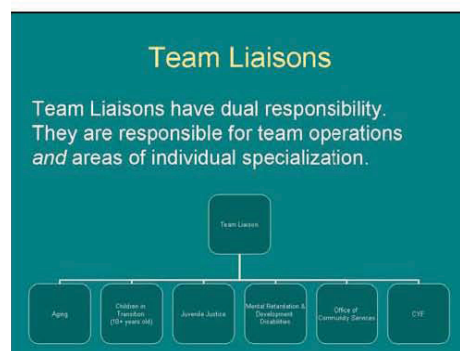 Team Liaisons
Team Liaisons have dual responsibility.
They are responsible for team operations
and areas of individual specialization.
Team Liaison
Aging
Children in
Transition
(10+ years old)
Juvenile Justice
Mental Retardation &
Development
Disabilities
Office of
Community Services